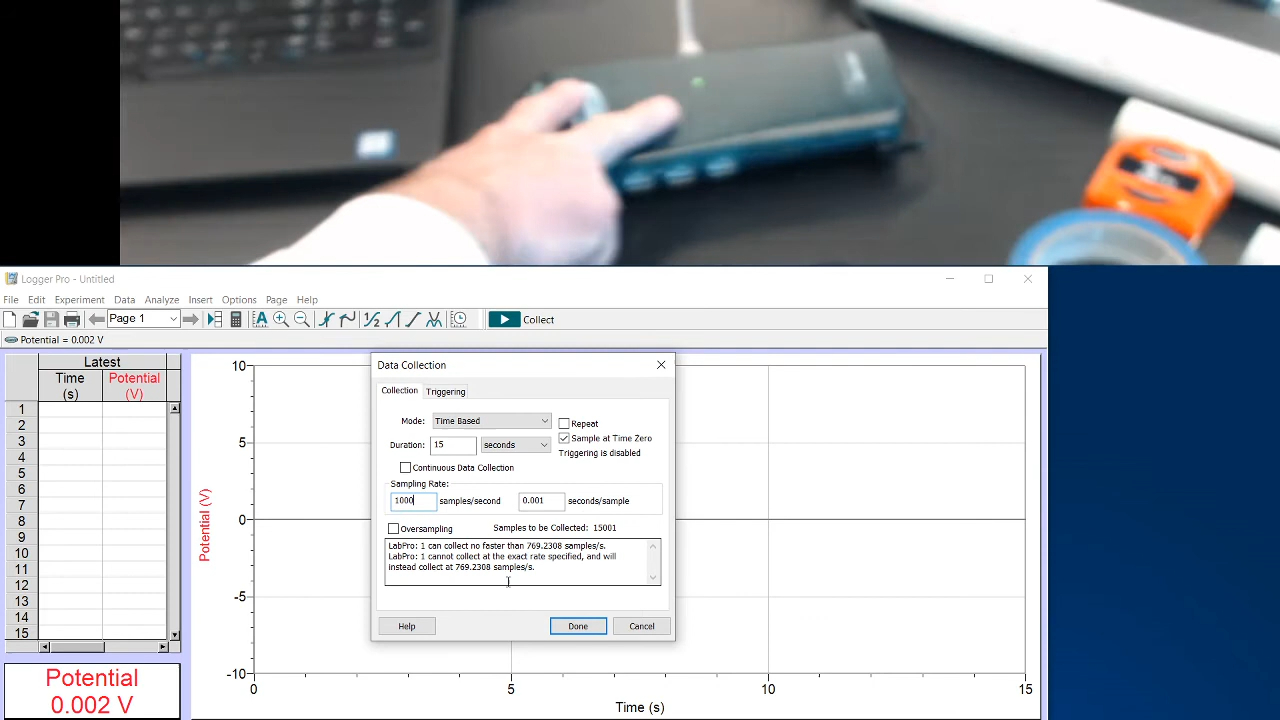 Logger Pro - Untitled
File Edit Experiment Data Analyze Insert Options Page Help
Page 1
Collect
Potential = 0.002 V
Latest
Time Potential
(s) (V)
1
2
3
4
5
6
7
8
9
10
11
12
13
14
15
Potential
0.002 V
10
5
0
-5
-10
Potential (V)
0 5 10 15
Time (s)
Data Collection
Collection Triggering
Mode: Time Based Repeat
Duration: 15 seconds Sample at Time Zero
Triggering is disabled
Continuous Data Collection
Sampling Rate:
1000 samples/second 0.001 seconds/sample
Oversampling Samples to be Collected: 15001
LabPro: 1 can collect no faster than 769.2308 samples/s.
LabPro: 1 cannot collect at the exact rate specified, and will
instead collect at 769.2308 samples/s.
Help Done Cancel